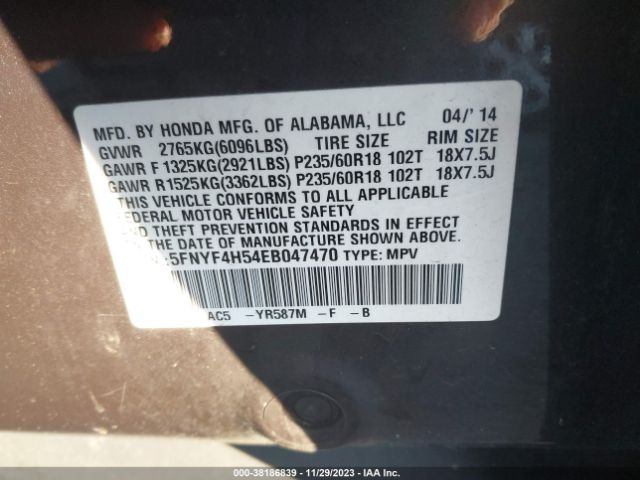 MFD. BY HONDA MFG. OF ALABAMA, LLC 04/' 14
GVWR 2765KG(6096LBS) TIRE SIZE RIM SIZE
GAWR F 1325KG(2921LBS) P235/60R18 102T 18X7.5J
GAWR R1525KG(3362LBS) P235/60R18 102T 18X7.5J
THIS VEHICLE CONFORMS TO ALL APPLICABLE
FEDERAL MOTOR VEHICLE SAFETY
AND THEFT PREVENTION STANDARDS IN EFFECT
ON THE DATE OF MANUFACTURE SHOWN ABOVE.
:5FNYF4H54EB047470 TYPE: MPV
AC5 -YR587M -F -B
000-38186839 - 11/29/2023 - IAA Inc.